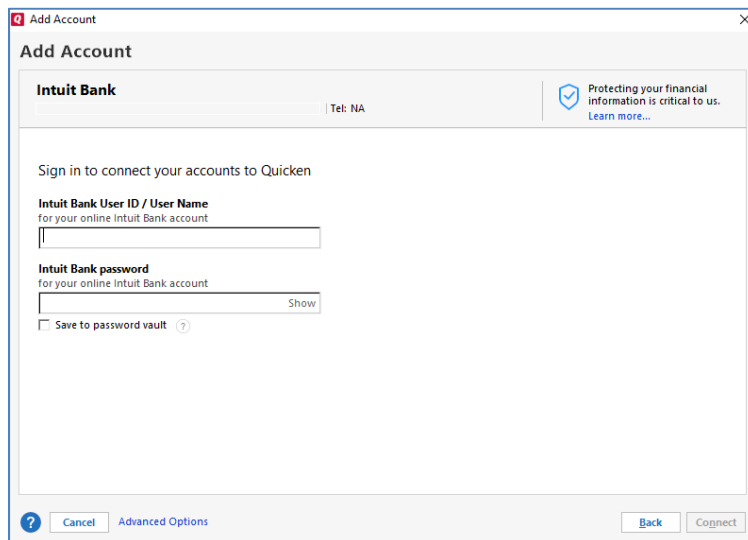 Q Add Account
Add Account
Intuit Bank
Tel: NA
Protecting your financial
information is critical to us.
Learn more...
Sign in to connect your accounts to Quicken
Intuit Bank User ID / User Name
for your online Intuit Bank account
Intuit Bank password
for your online Intuit Bank account
Show
Save to password vault ?
? Cancel Advanced Options Back Connect